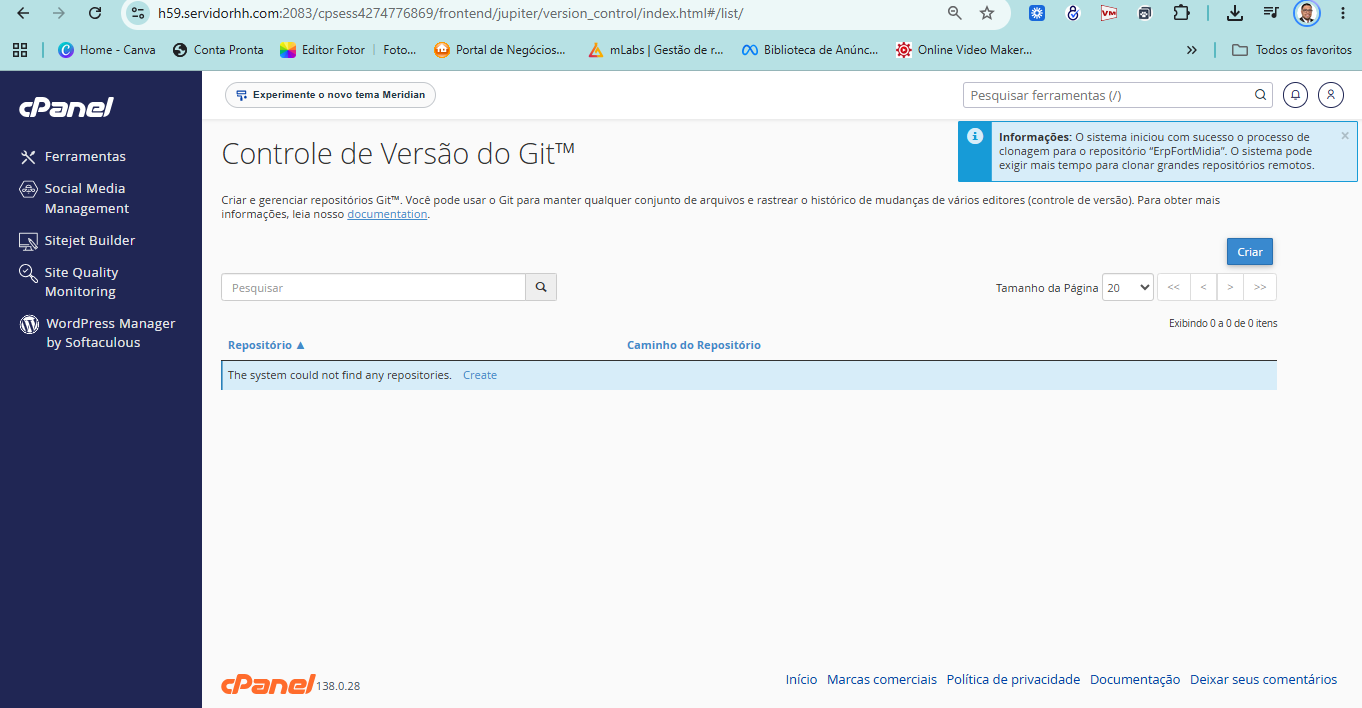 h59.servidorhh.com:2083/cpsess4274776869/frontend/jupiter/version_control/index.html#/list/
Home - Canva
Conta Pronta
Editor Fotor
Foto...
Portal de Negócios...
mLabs | Gestão de r...
Biblioteca de Anúnc...
Online Video Maker...
»
Todos os favoritos
cPanel
Ferramentas
Social Media
Management
Sitejet Builder
Site Quality
Monitoring
WordPress Manager
by Softaculous
Experimente o novo tema Meridian
Pesquisar ferramentas (/)
Informações: O sistema iniciou com sucesso o processo de
clonagem para o repositório “ErpFortMidia”. O sistema pode
exigir mais tempo para clonar grandes repositórios remotos.
×
Controle de Versão do Git™
Criar e gerenciar repositórios Git™. Você pode usar o Git para manter qualquer conjunto de arquivos e rastrear o histórico de mudanças de vários editores (controle de versão). Para obter mais
informações, leia nosso documentation.
Criar
Pesquisar
Tamanho da Página 20 << < > >>
Exibindo 0 a 0 de 0 itens
Repositório ▲ Caminho do Repositório
The system could not find any repositories. Create
cPanel 138.0.28
Início Marcas comerciais Política de privacidade Documentação Deixar seus comentários